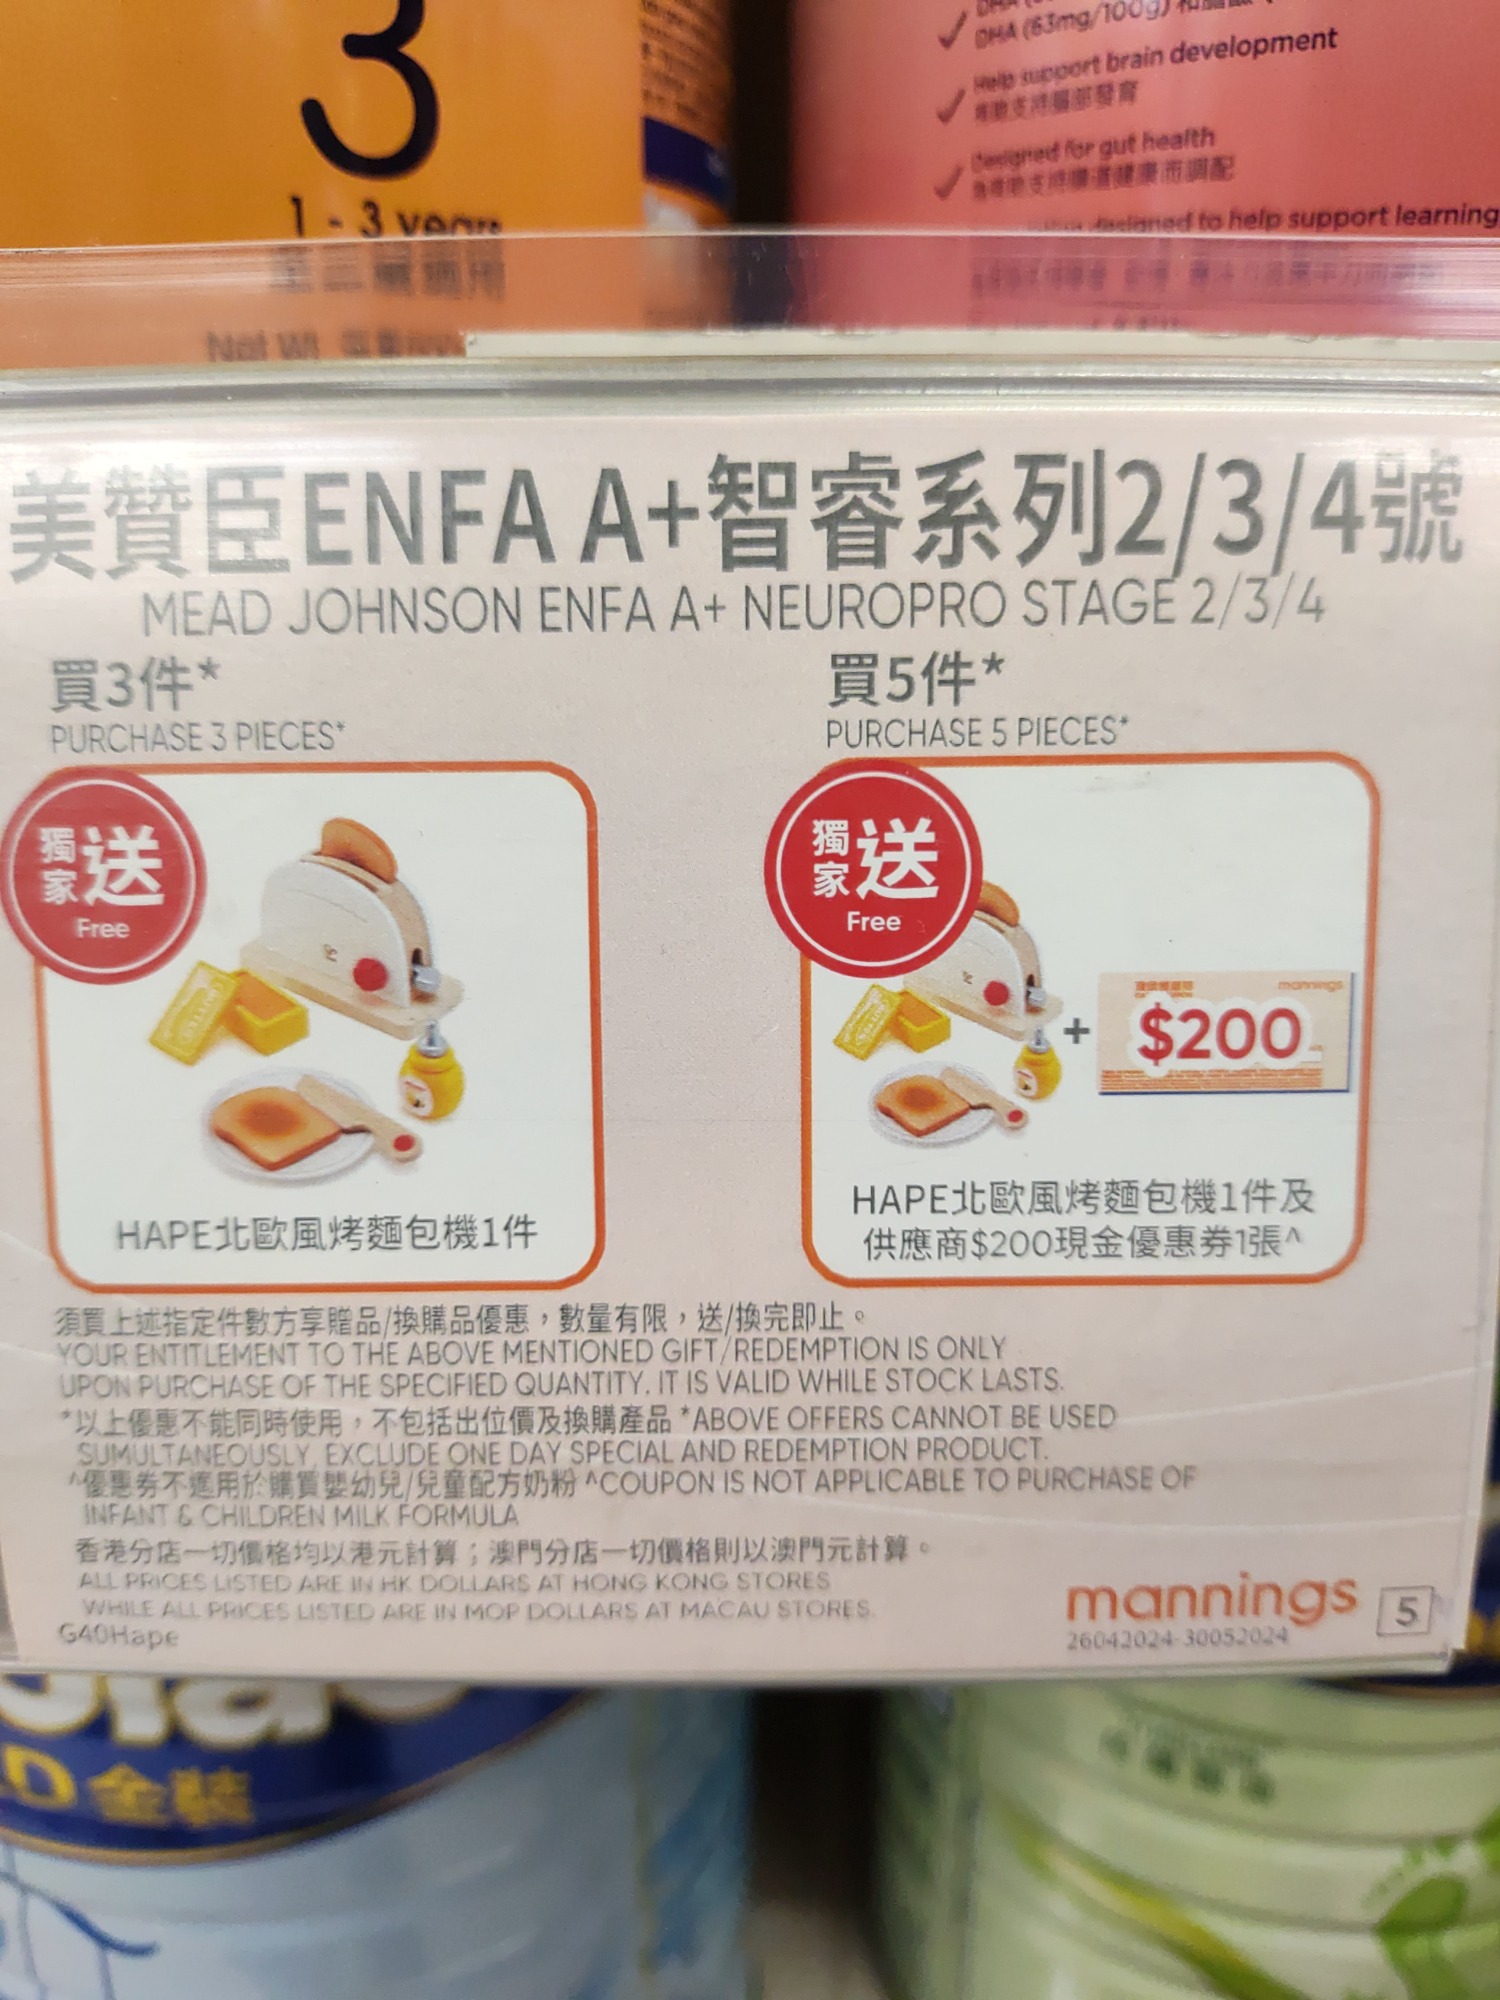 3
1 - 3 years
Net Wt.
DHA (63mg/100g)
Help support brain development
Designed for gut health
designed to help support learning
美贊臣ENFA A+智睿系列2/3/4號
MEAD JOHNSON ENFA A+ NEUROPRO STAGE 2/3/4
買3件*
PURCHASE 3 PIECES*
獨家送
Free
HAPE北歐風烤麵包機1件
買5件*
PURCHASE 5 PIECES*
獨家送
Free
+
mannings
$200
HAPE北歐風烤麵包機1件及
供應商$200現金優惠券1張^
須買上述指定件數方享贈品/換購品優惠，數量有限，送/換完即止。
YOUR ENTITLEMENT TO THE ABOVE MENTIONED GIFT/REDEMPTION IS ONLY
UPON PURCHASE OF THE SPECIFIED QUANTITY. IT IS VALID WHILE STOCK LASTS.
*以上優惠不能同時使用，不包括出位價及換購產品 *ABOVE OFFERS CANNOT BE USED
SUMULTANEOUSLY, EXCLUDE ONE DAY SPECIAL AND REDEMPTION PRODUCT.
^優惠券不適用於購買嬰幼兒/兒童配方奶粉 ^COUPON IS NOT APPLICABLE TO PURCHASE OF
INFANT & CHILDREN MILK FORMULA
香港分店一切價格均以港元計算；澳門分店一切價格則以澳門元計算。
ALL PRICES LISTED ARE IN HK DOLLARS AT HONG KONG STORES
WHILE ALL PRICES LISTED ARE IN MOP DOLLARS AT MACAU STORES.
G40Hape
mannings 5
26042024-30052024
金裝